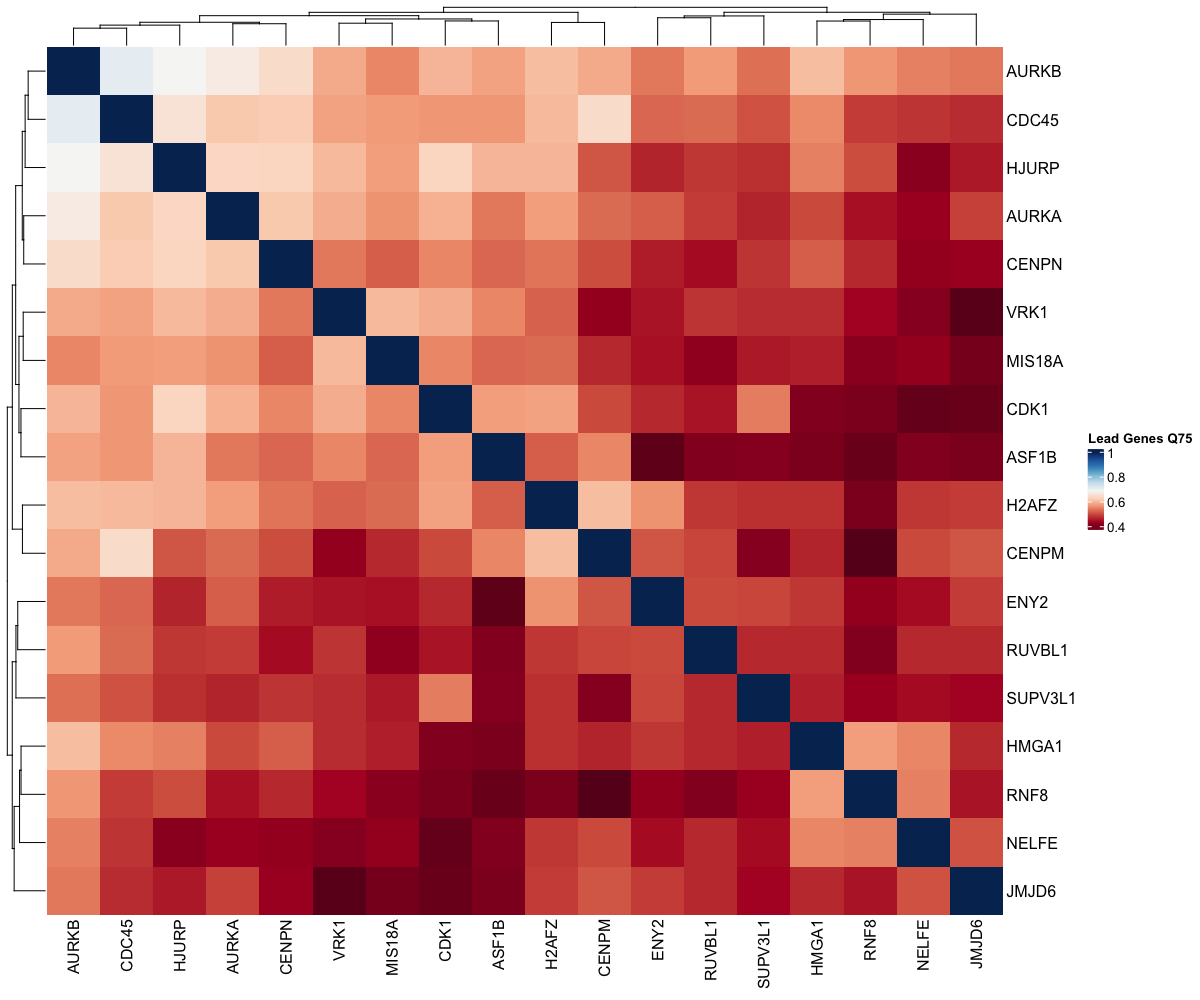 AURKB
CDC45
HJURP
AURKA
CENPN
VRK1
MIS18A
CDK1
ASF1B
H2AFZ
CENPM
ENY2
RUVBL1
SUPV3L1
HMGA1
RNF8
NELFE
JMJD6
Lead Genes Q75
1
0.8
0.6
0.4
AURKB
CDC45
HJURP
AURKA
CENPN
VRK1
MIS18A
CDK1
ASF1B
H2AFZ
CENPM
ENY2
RUVBL1
SUPV3L1
HMGA1
RNF8
NELFE
JMJD6